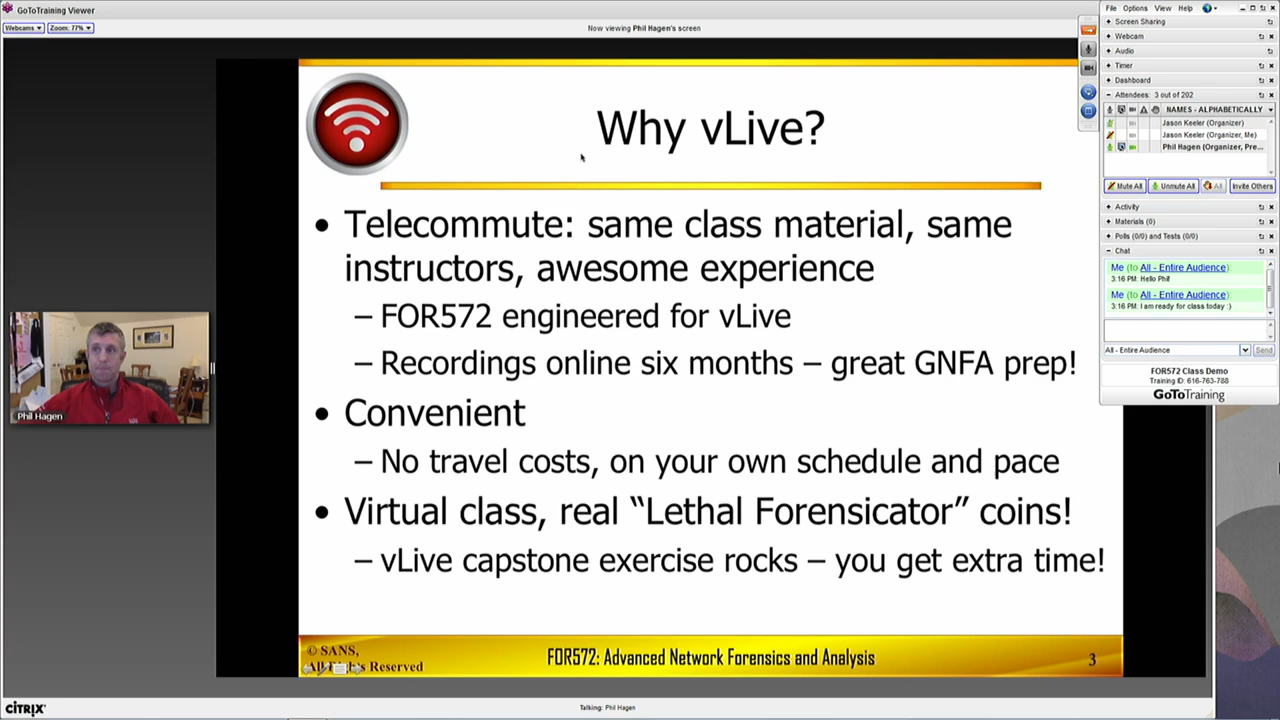 GoToTraining Viewer
Webcams
Zoom: 77%
Now viewing Phil Hagen's screen
Why vLive?
• Telecommute: same class material, same
instructors, awesome experience
– FOR572 engineered for vLive
– Recordings online six months – great GNFA prep!
• Convenient
– No travel costs, on your own schedule and pace
• Virtual class, real “Lethal Forensicator” coins!
– vLive capstone exercise rocks – you get extra time!
© SANS,
All Rights Reserved
FOR572: Advanced Network Forensics and Analysis
3
Phil Hagen
File Options View Help
Screen Sharing
Webcam
Audio
Timer
Dashboard
Attendees: 3 out of 202
NAMES - ALPHABETICALLY
Jason Keeler (Organizer)
Jason Keeler (Organizer, Me)
Phil Hagen (Organizer, Pre...
Mute All
Unmute All
All
Invite Others
Activity
Materials (0)
Polls (0/0) and Tests (0/0)
Chat
Me (to All - Entire Audience):
3:16 PM: Hello Phil!
Me (to All - Entire Audience):
3:16 PM: I am ready for class today :)
All - Entire Audience
Send
FOR572 Class Demo
Training ID: 616-763-788
GoToTraining
CİTRIX
Talking: Phil Hagen